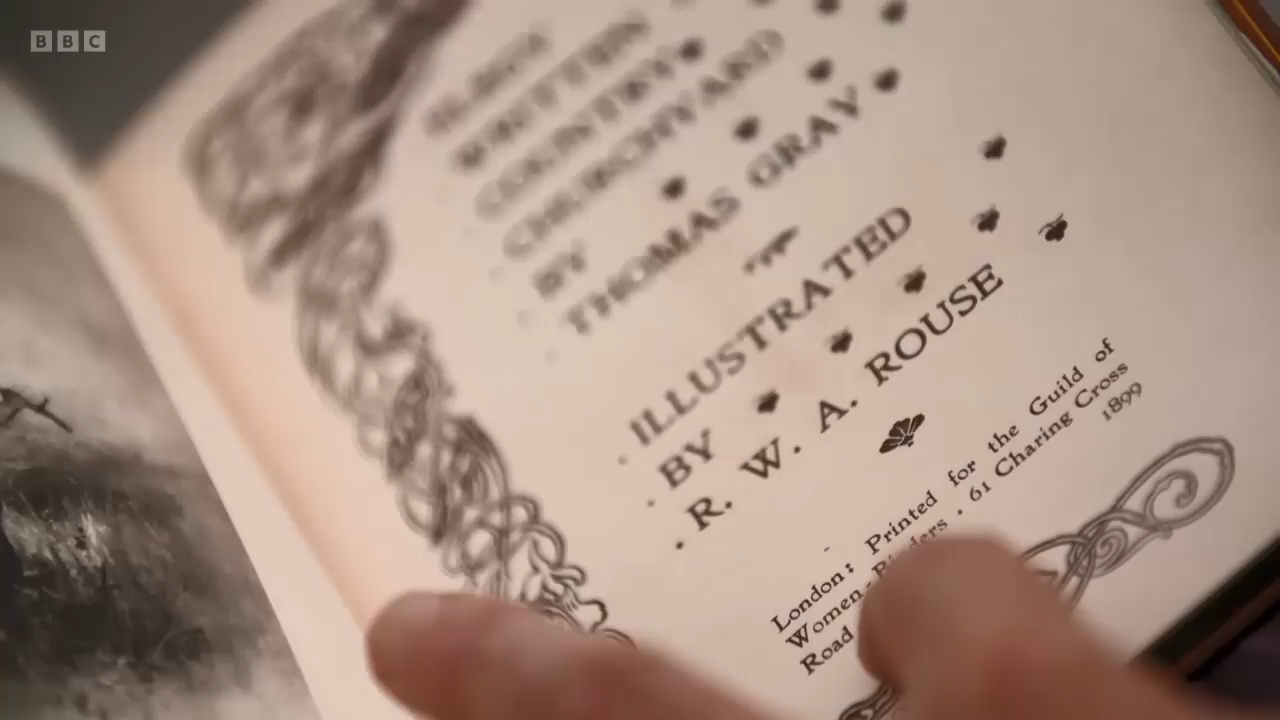 BBC
ELEGY
WRITTEN
COUNTRY
CHURCHYARD
BY
THOMAS GRAY
ILLUSTRATED
BY
R. W. A. ROUSE
London: Printed for the Guild of
Women-Binders . 61 Charing Cross
Road 1899